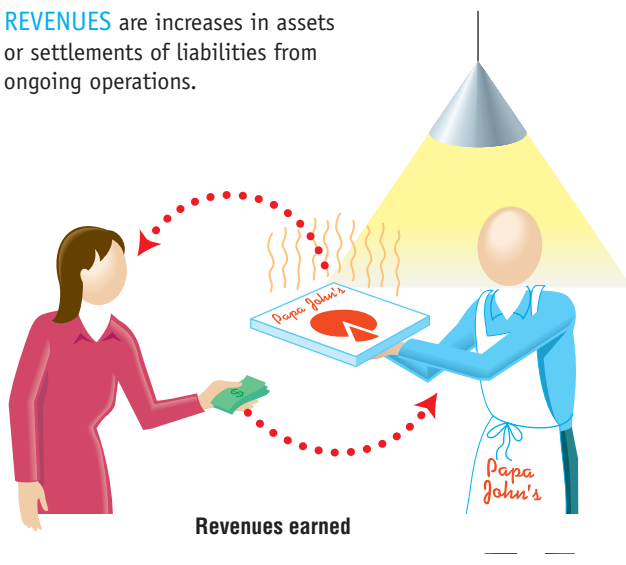 REVENUES are increases in assets
or settlements of liabilities from
ongoing operations.
Papa John's
$
Papa
John's
Revenues earned